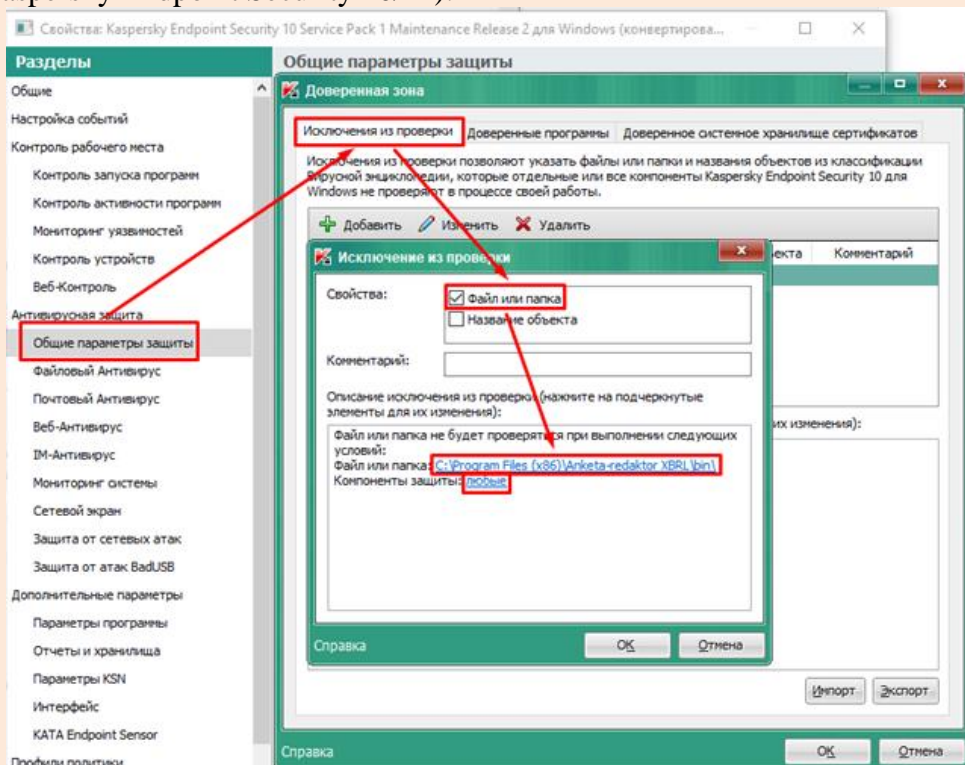 Kaspersky Endpoint Security
Свойства: Kaspersky Endpoint Security 10 Service Pack 1 Maintenance Release 2 для Windows (конвертирова...
Разделы
Общие
Настройка событий
Контроль рабочего места
Контроль запуска программ
Контроль активности программ
Мониторинг уязвимостей
Контроль устройств
Веб-Контроль
Антивирусная защита
Общие параметры защиты
Файловый Антивирус
Почтовый Антивирус
Веб-Антивирус
IM-Антивирус
Мониторинг системы
Сетевой экран
Защита от сетевых атак
Защита от атак BadUSB
Дополнительные параметры
Параметры программы
Отчеты и хранилища
Параметры KSN
Интерфейс
KATA Endpoint Sensor
Профили политики
Общие параметры защиты
Доверенная зона
Исключения из проверки Доверенные программы Доверенное системное хранилище сертификатов
Исключения из проверки позволяют указать файлы или папки и названия объектов из классификации
Вирусной энциклопедии, которые отдельные или все компоненты Kaspersky Endpoint Security 10 для
Windows не проверяют в процессе своей работы.
Добавить Изменить Удалить
екта Комментарий
Исключение из проверки
Свойства:
Файл или папка
Название объекта
Комментарий:
Описание исключения из проверки (нажмите на подчеркнутые
элементы для их изменения):
их изменения):
Файл или папка не будет проверяться при выполнении следующих
условий:
Файл или папка: C:\Program Files (x86)\Anketa-redaktor XBRL\bin\
Компоненты защиты: любые
Справка OK Отмена
Импорт Экспорт
Справка OK Отмена